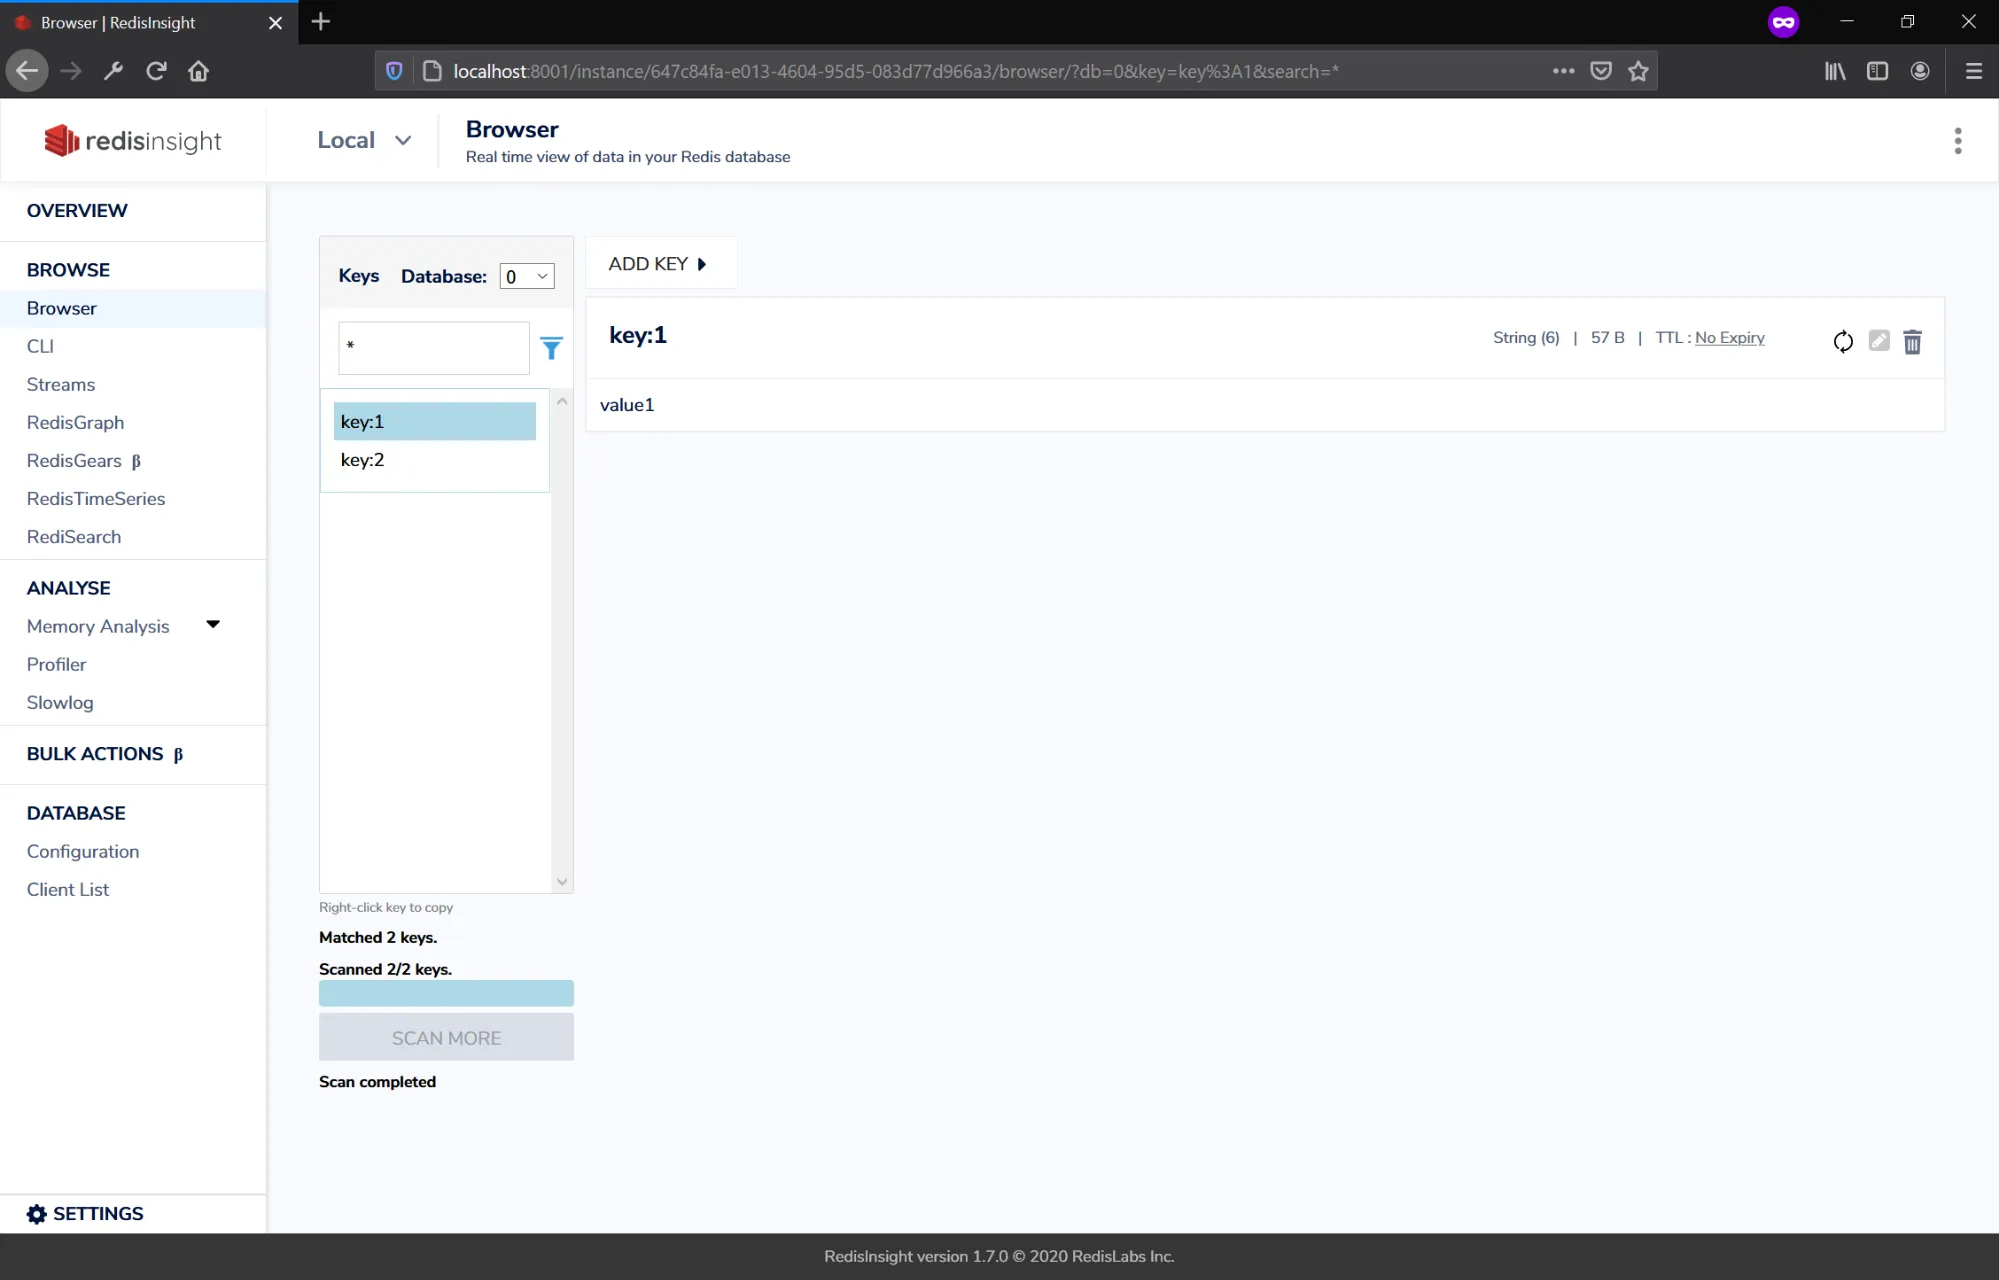 Browser | RedisInsight
localhost:8001/instance/647c84fa-e013-4604-95d5-083d77d966a3/browser/?db=0&key=key%3A1&search=*
redisinsight
Local
Browser
Real time view of data in your Redis database
OVERVIEW
BROWSE
Browser
CLI
Streams
RedisGraph
RedisGears β
RedisTimeSeries
RediSearch
ANALYSE
Memory Analysis
Profiler
Slowlog
BULK ACTIONS β
DATABASE
Configuration
Client List
SETTINGS
Keys Database: 0
*
key:1
key:2
Right-click key to copy
Matched 2 keys.
Scanned 2/2 keys.
SCAN MORE
Scan completed
ADD KEY
key:1
String (6) | 57 B | TTL : No Expiry
value1
RedisInsight version 1.7.0 © 2020 RedisLabs Inc.